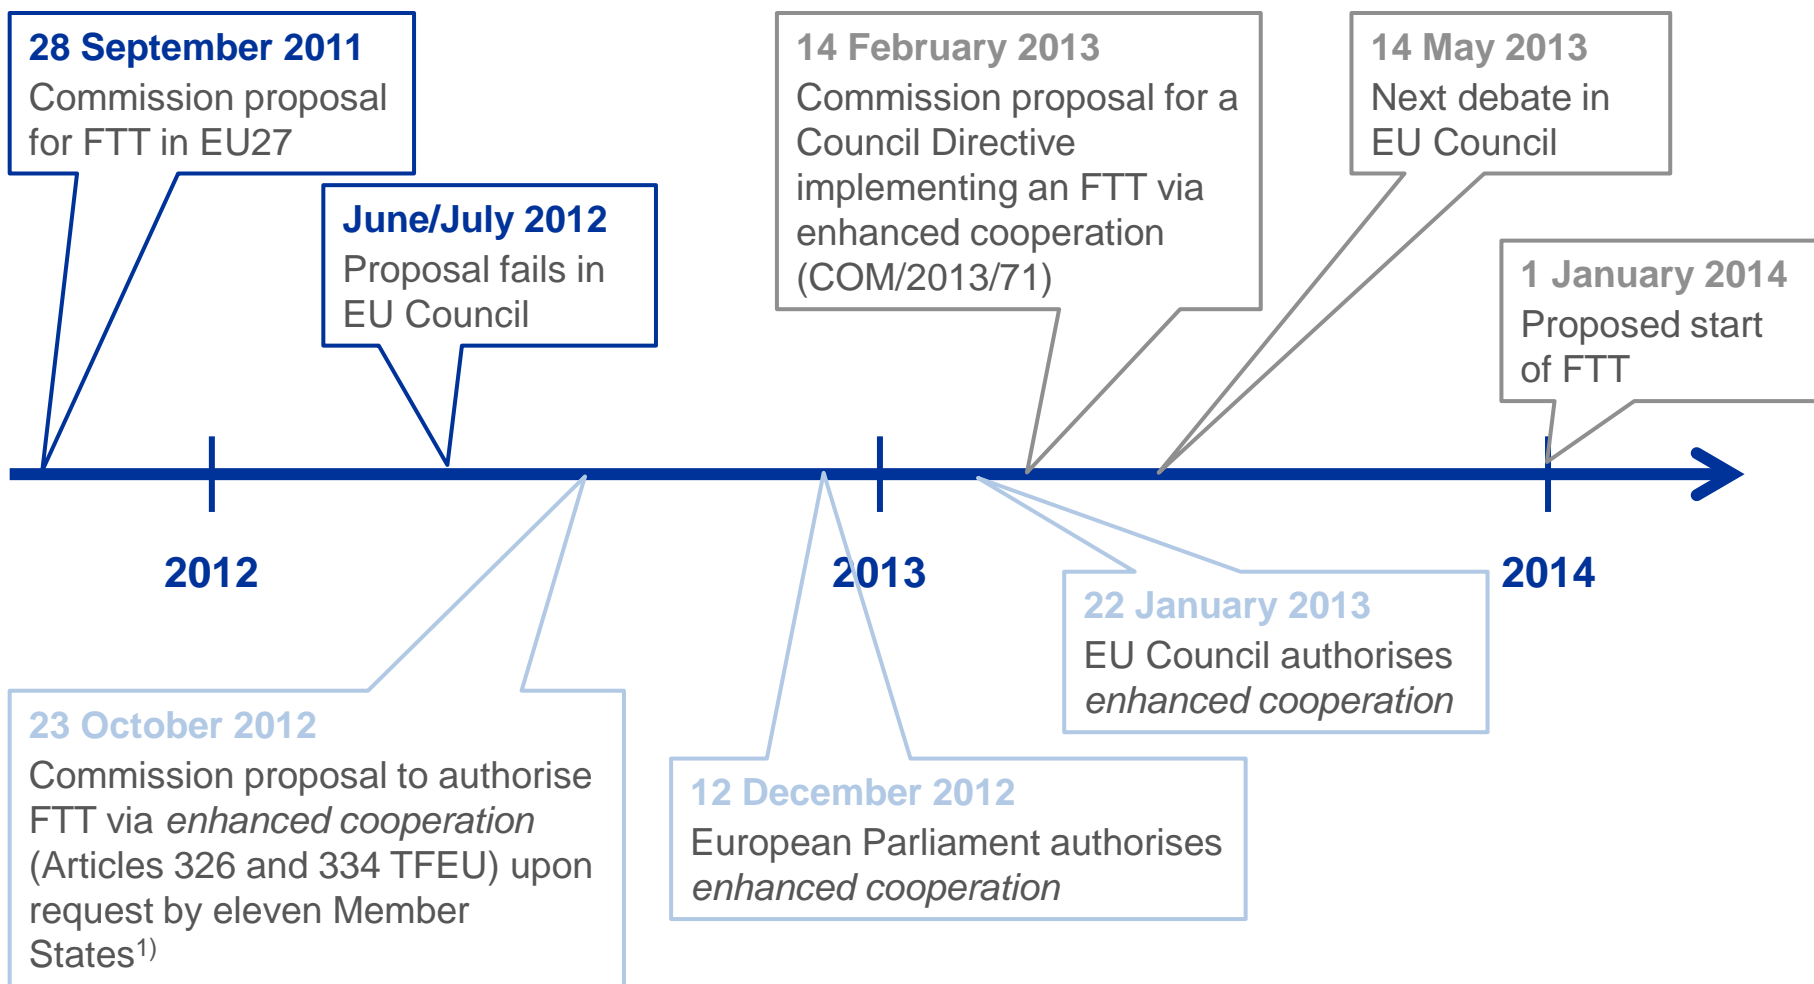 28 September 2011
Commission proposal
for FTT in EU27
June/July 2012
Proposal fails in
EU Council
14 February 2013
Commission proposal for a
Council Directive
implementing an FTT via
enhanced cooperation
(COM/2013/71)
14 May 2013
Next debate in
EU Council
1 January 2014
Proposed start
of FTT
2012
2013
2014
23 October 2012
Commission proposal to authorise
FTT via enhanced cooperation
(Articles 326 and 334 TFEU) upon
request by eleven Member
States1)
12 December 2012
European Parliament authorises
enhanced cooperation
22 January 2013
EU Council authorises
enhanced cooperation